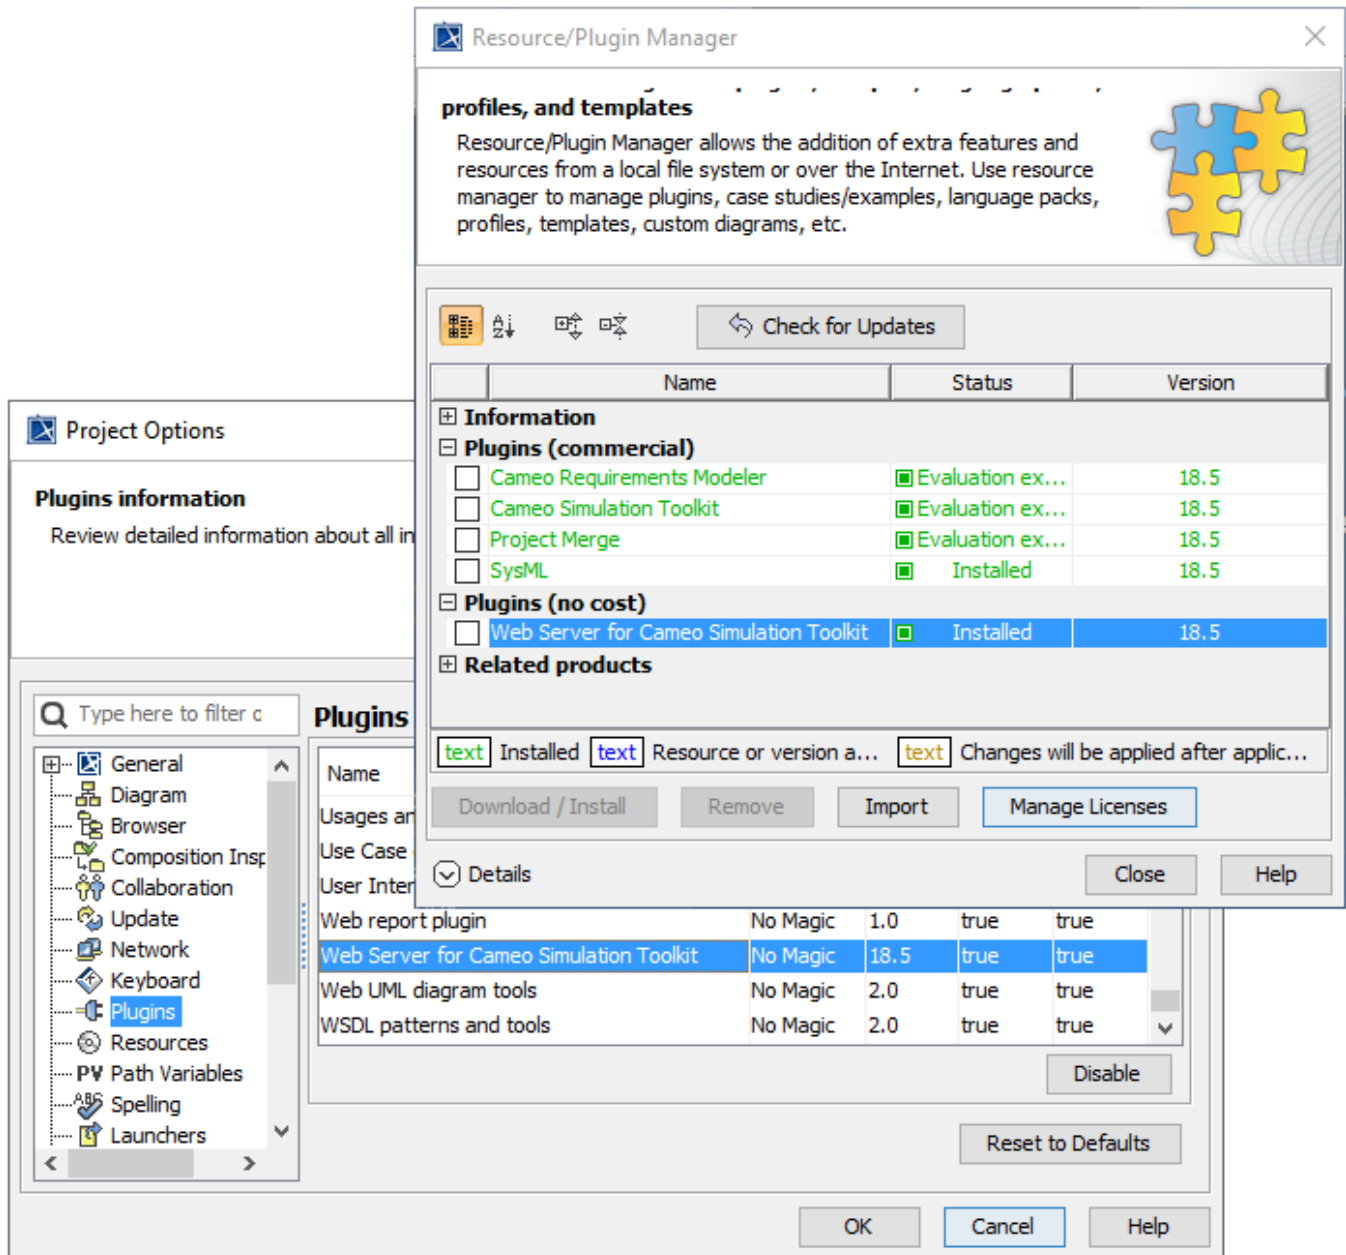 Resource/Plugin Manager
profiles, and templates
Resource/Plugin Manager allows the addition of extra features and
resources from a local file system or over the Internet. Use resource
manager to manage plugins, case studies/examples, language packs,
profiles, templates, custom diagrams, etc.
Check for Updates
Name Status Version
Information
Plugins (commercial)
Cameo Requirements Modeler Evaluation ex... 18.5
Cameo Simulation Toolkit Evaluation ex... 18.5
Project Merge Evaluation ex... 18.5
SysML Installed 18.5
Plugins (no cost)
Web Server for Cameo Simulation Toolkit Installed 18.5
Related products
text Installed text Resource or version a... text Changes will be applied after applic...
Download / Install Remove Import Manage Licenses
Details Close Help
Project Options
Plugins information
Review detailed information about all in
Type here to filter o
General
Diagram
Browser
Composition Insp
Collaboration
Update
Network
Keyboard
Plugins
Resources
PV Path Variables
ABC Spelling
Launchers
Plugins
Name
Usages an
Use Case
User Inter
Web report plugin No Magic 1.0 true true
Web Server for Cameo Simulation Toolkit No Magic 18.5 true true
Web UML diagram tools No Magic 2.0 true true
WSDL patterns and tools No Magic 2.0 true true
Disable
Reset to Defaults
OK Cancel Help